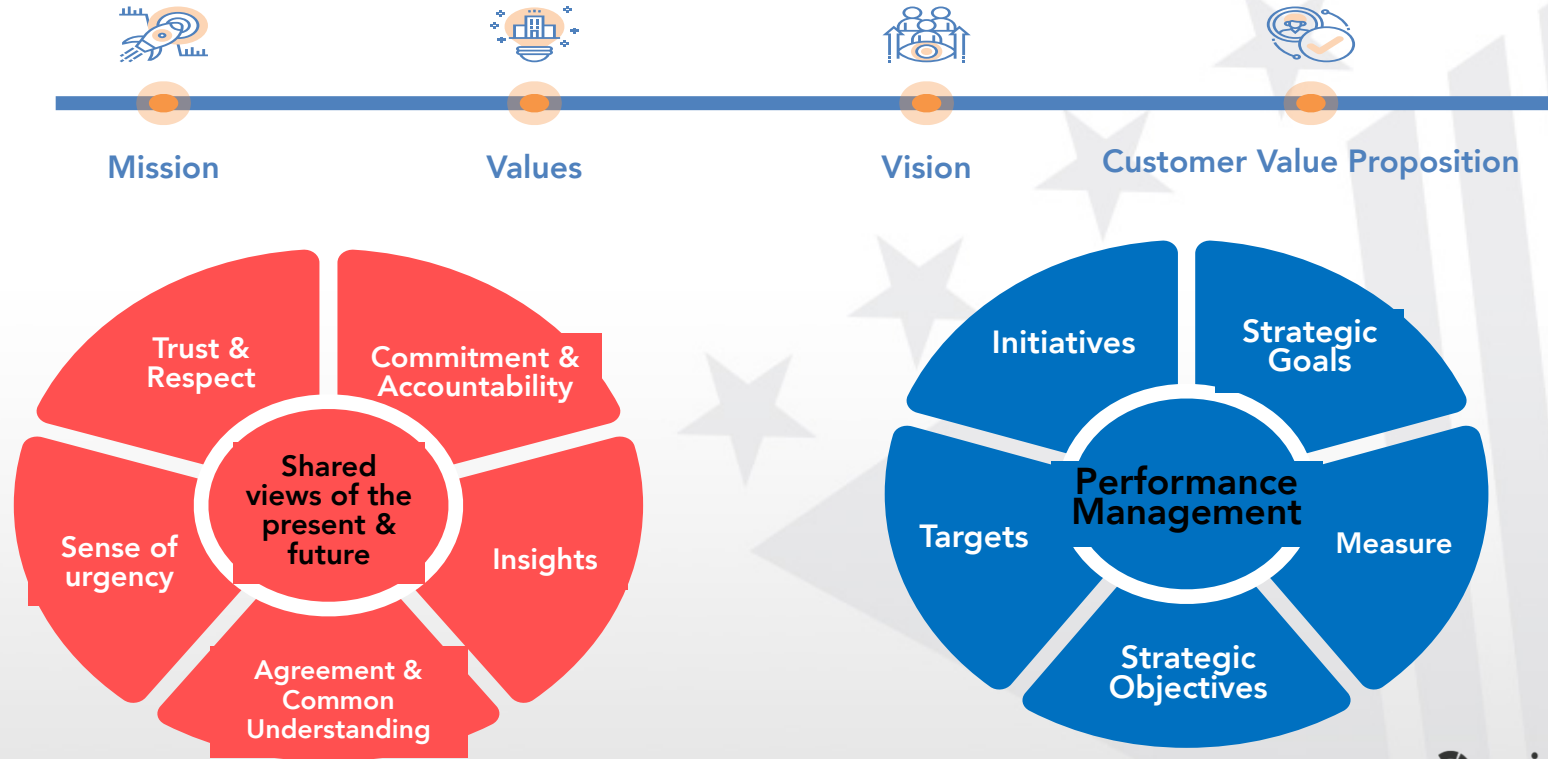 Mission
Values
Vision
Customer Value Proposition
Trust &
Respect
Commitment &
Accountability
Shared
views of the
present &
future
Sense of
urgency
Insights
Agreement &
Common
Understanding
Initiatives
Strategic
Goals
Performance
Management
Targets
Measure
Strategic
Objectives